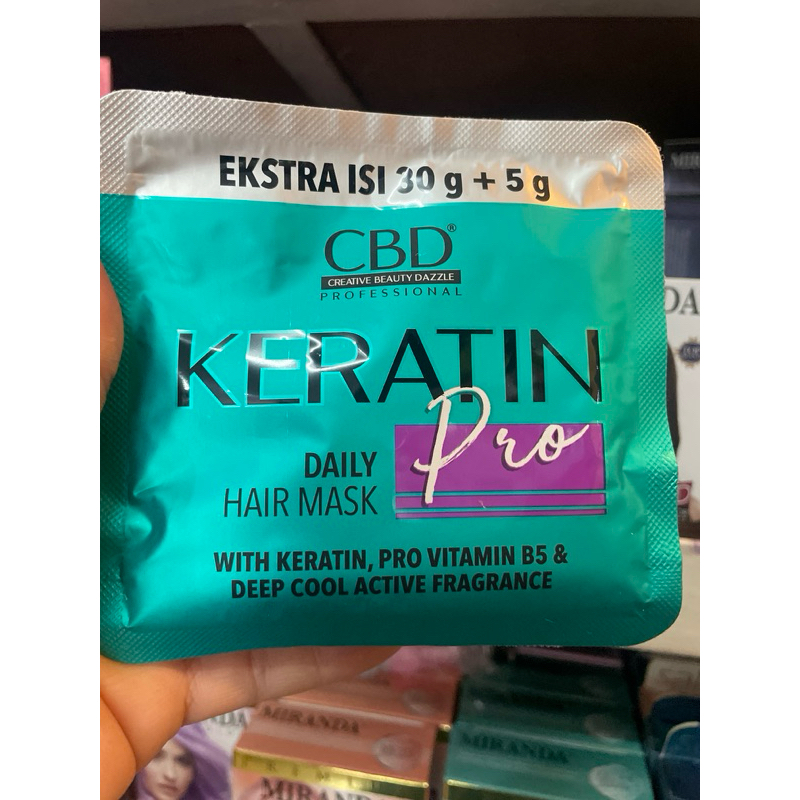 EKSTRA ISI 30 g + 5 g
CBD®
CREATIVE BEAUTY DAZZLE
PROFESSIONAL
KERATIN
Pro
DAILY
HAIR MASK
WITH KERATIN, PRO VITAMIN B5 &
DEEP COOL ACTIVE FRAGRANCE
MIRANDA
MIRANDA
MIRANDA